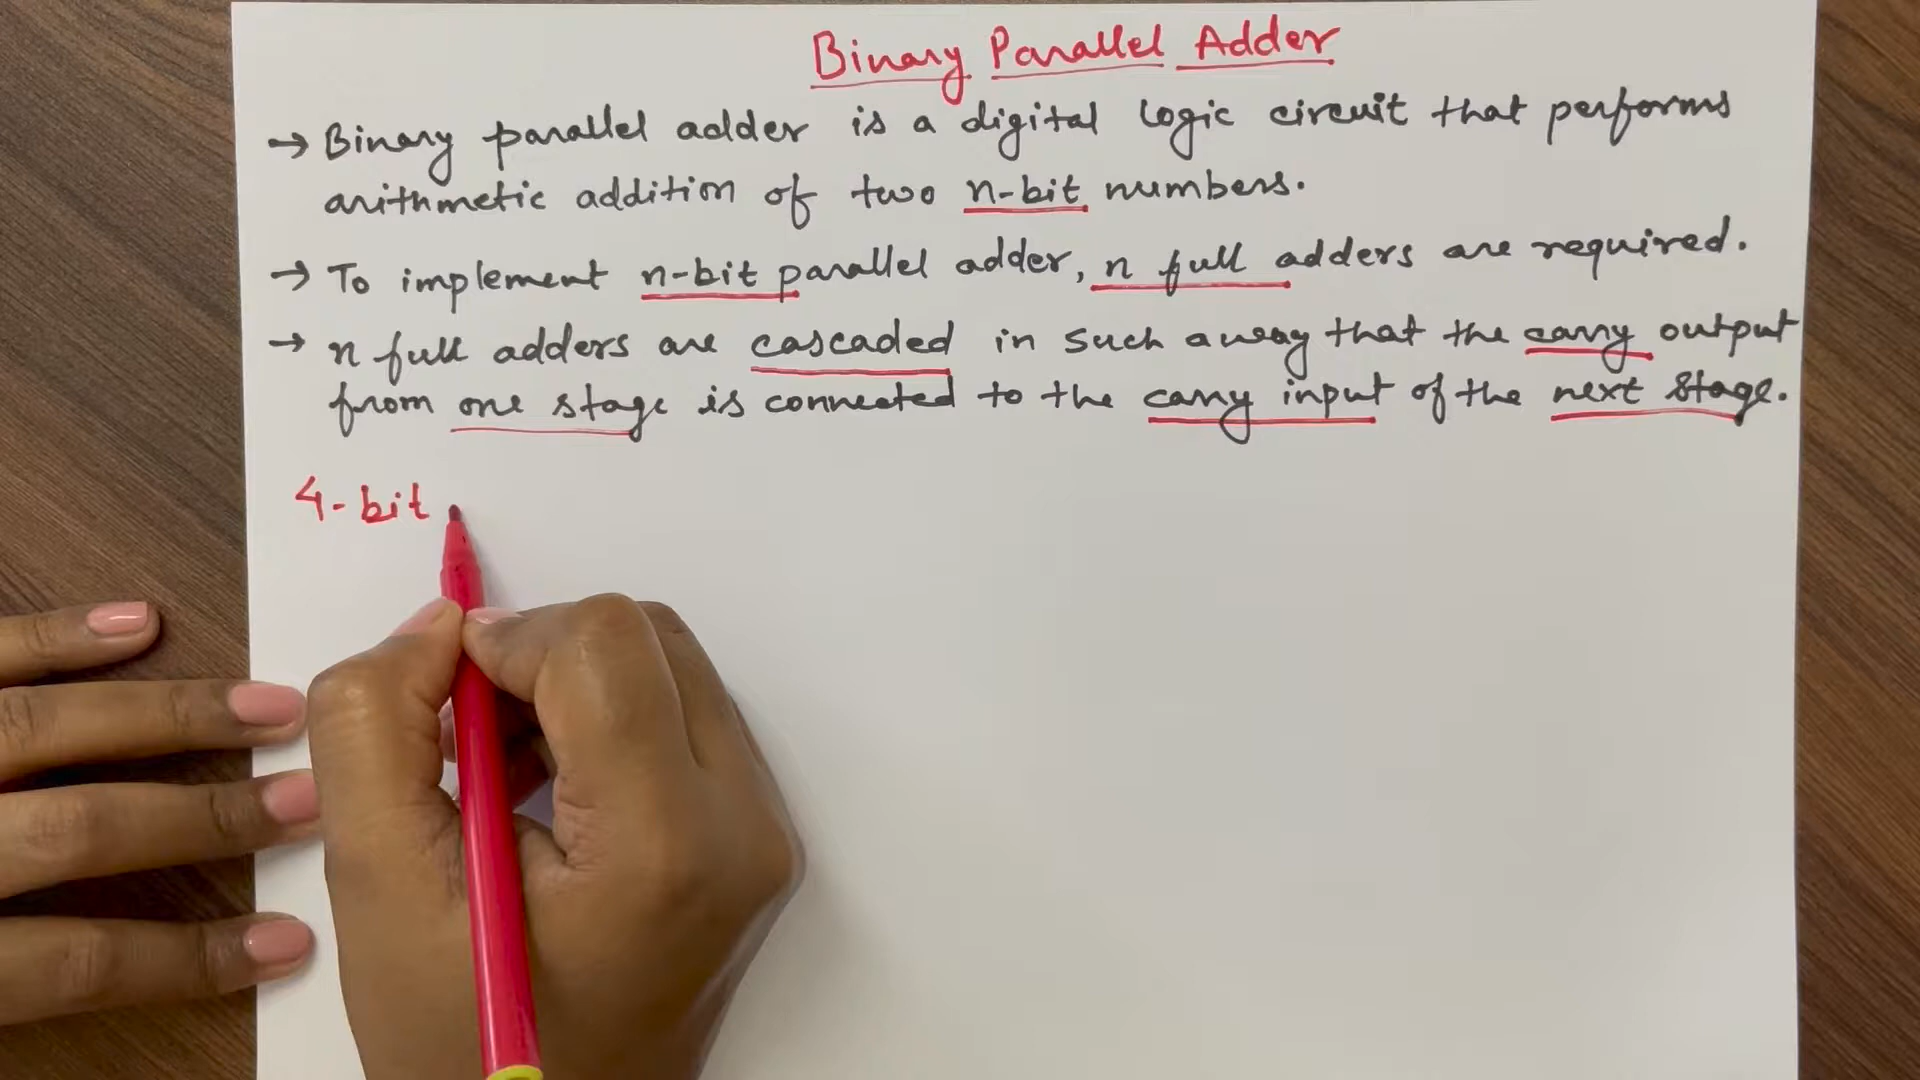 Binary Parallel Adder
→ Binary parallel adder is a digital logic circuit that performs
arithmetic addition of two n-bit numbers.
→ To implement n-bit parallel adder, n full adders are required.
→ n full adders are cascaded in such a way that the carry output
from one stage is connected to the carry input of the next stage.
4-bit